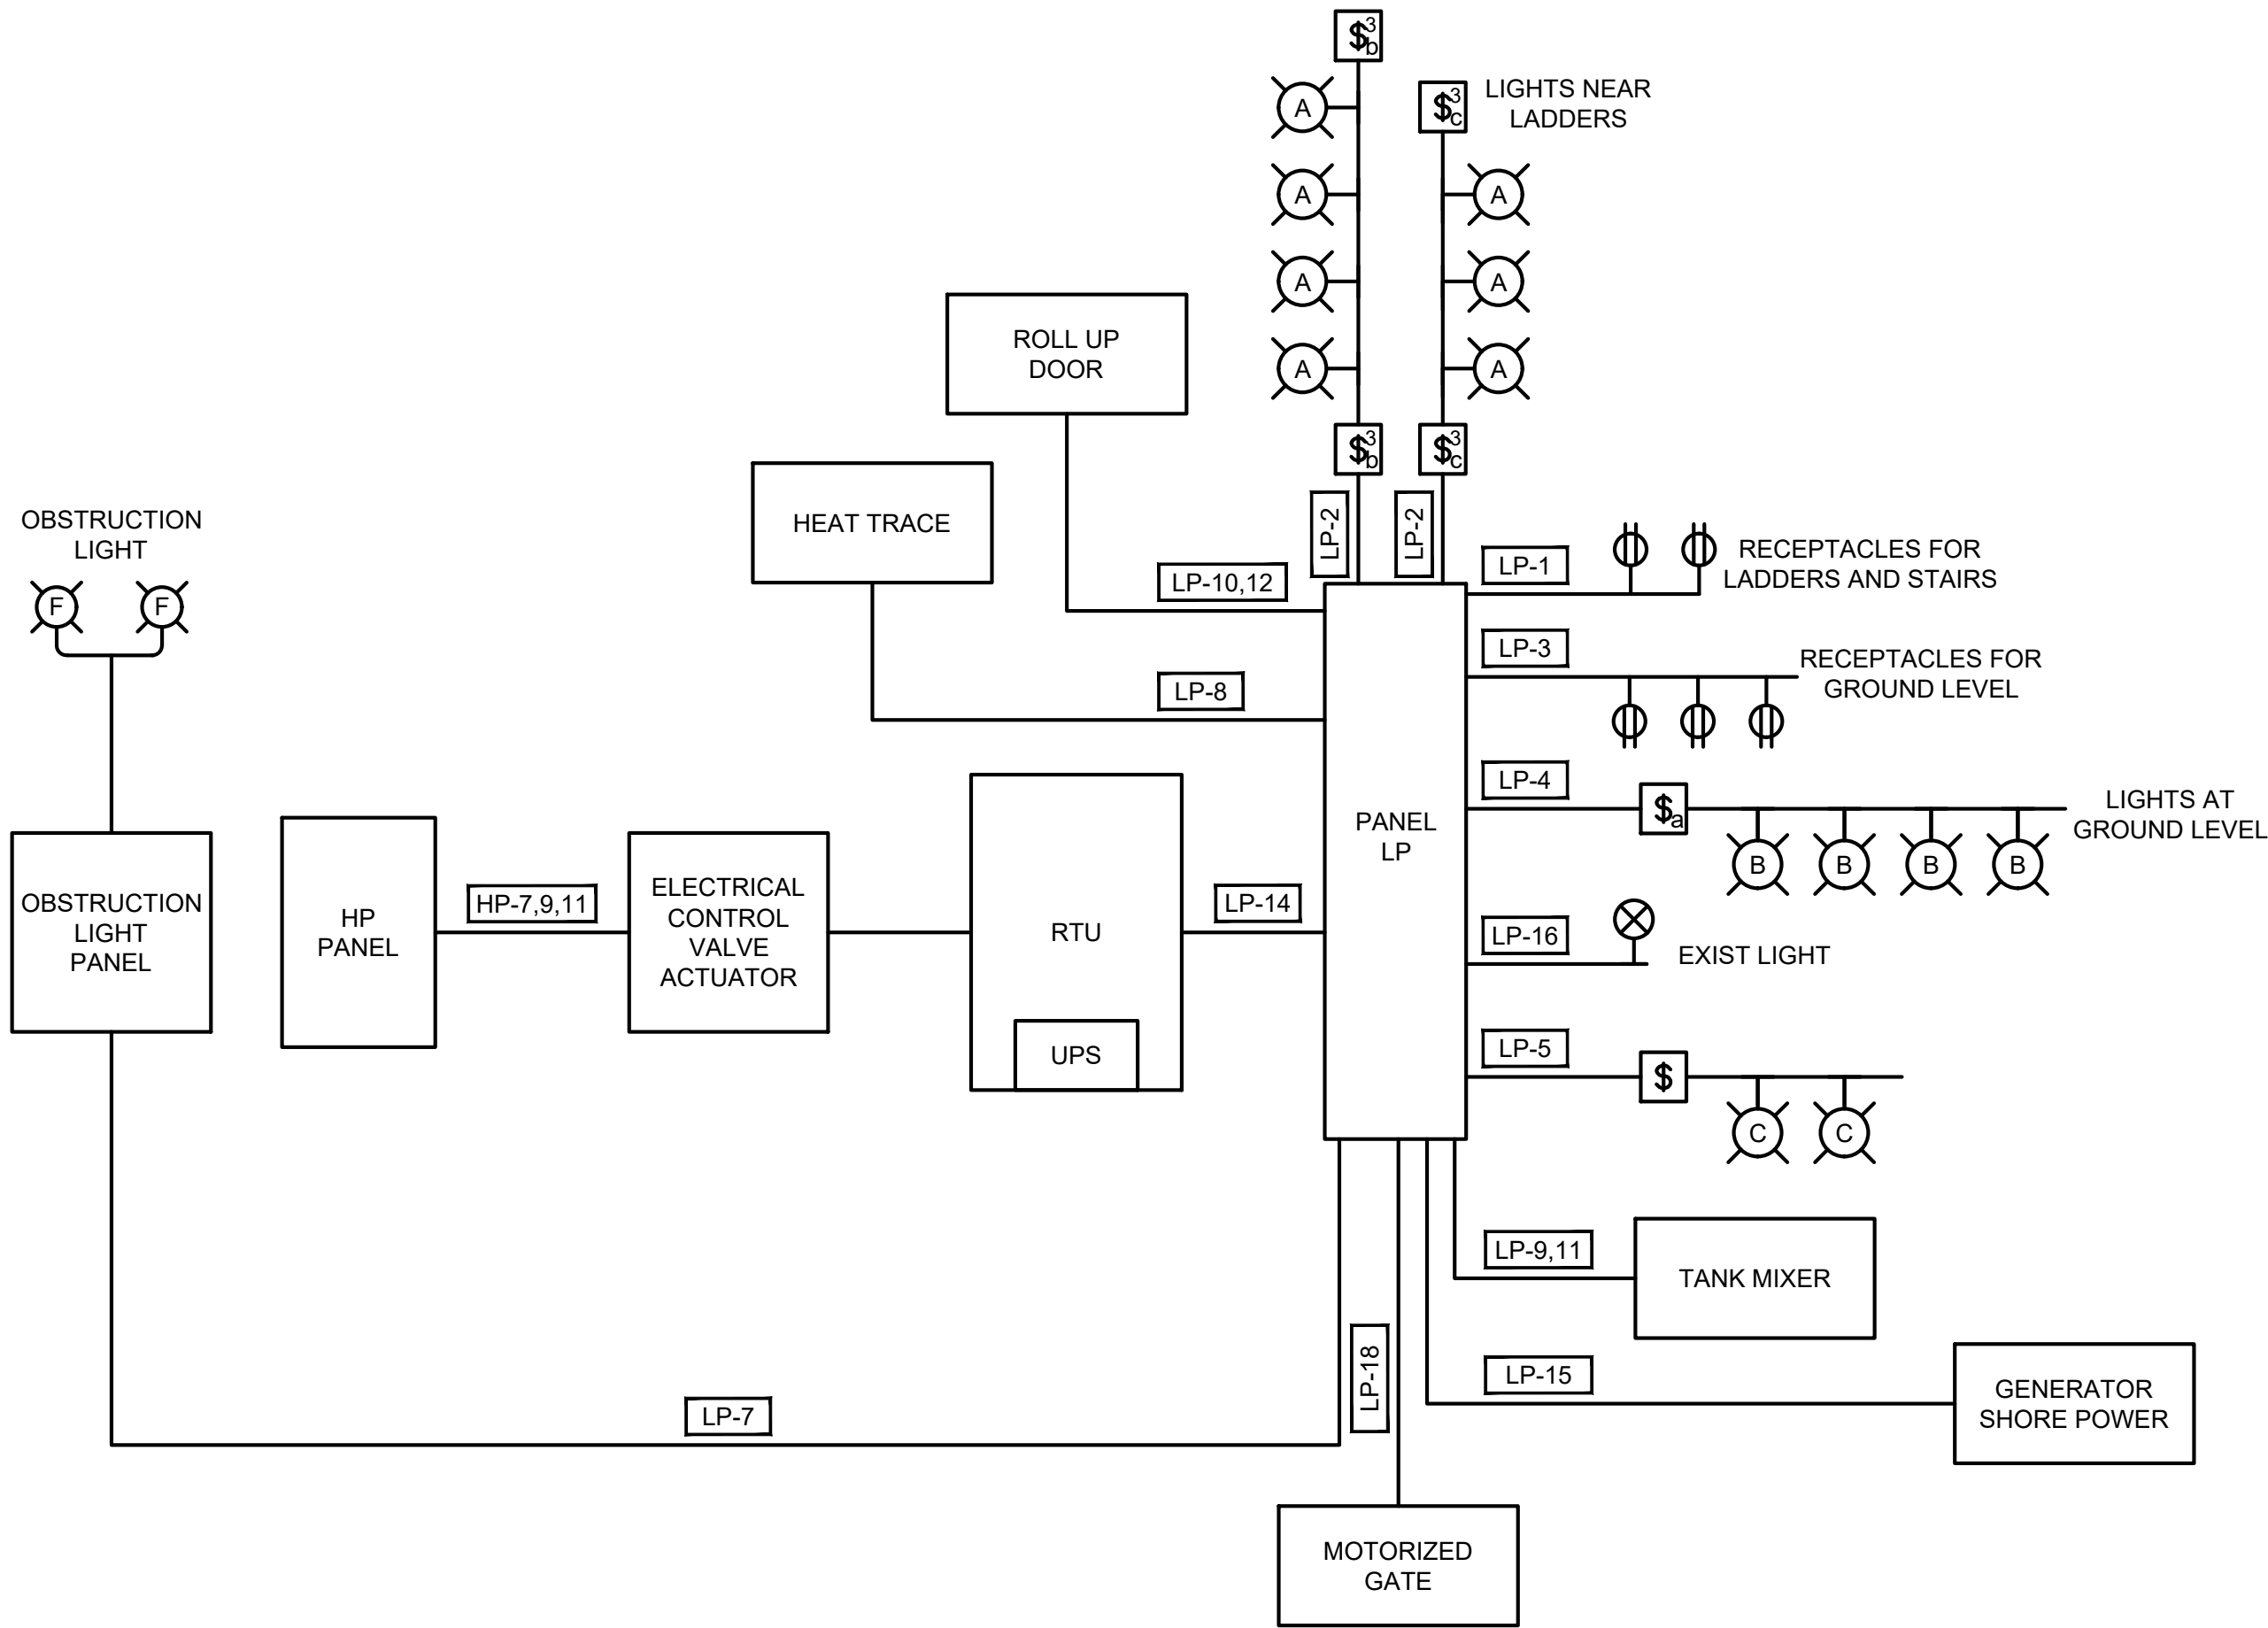 $3b
A
A
A
A
$3b
LP-2
$3c
LIGHTS NEAR
LADDERS
A
A
A
$3c
LP-2
ROLL UP
DOOR
LP-10,12
HEAT TRACE
LP-8
OBSTRUCTION
LIGHT
F
F
OBSTRUCTION
LIGHT
PANEL
HP
PANEL
HP-7,9,11
ELECTRICAL
CONTROL
VALVE
ACTUATOR
RTU
UPS
LP-14
PANEL
LP
LP-1
RECEPTACLES FOR
LADDERS AND STAIRS
LP-3
RECEPTACLES FOR
GROUND LEVEL
LP-4
$a
B
B
B
B
LIGHTS AT
GROUND LEVEL
LP-16
EXIST LIGHT
LP-5
$
C
C
LP-9,11
TANK MIXER
LP-15
GENERATOR
SHORE POWER
LP-18
MOTORIZED
GATE
LP-7